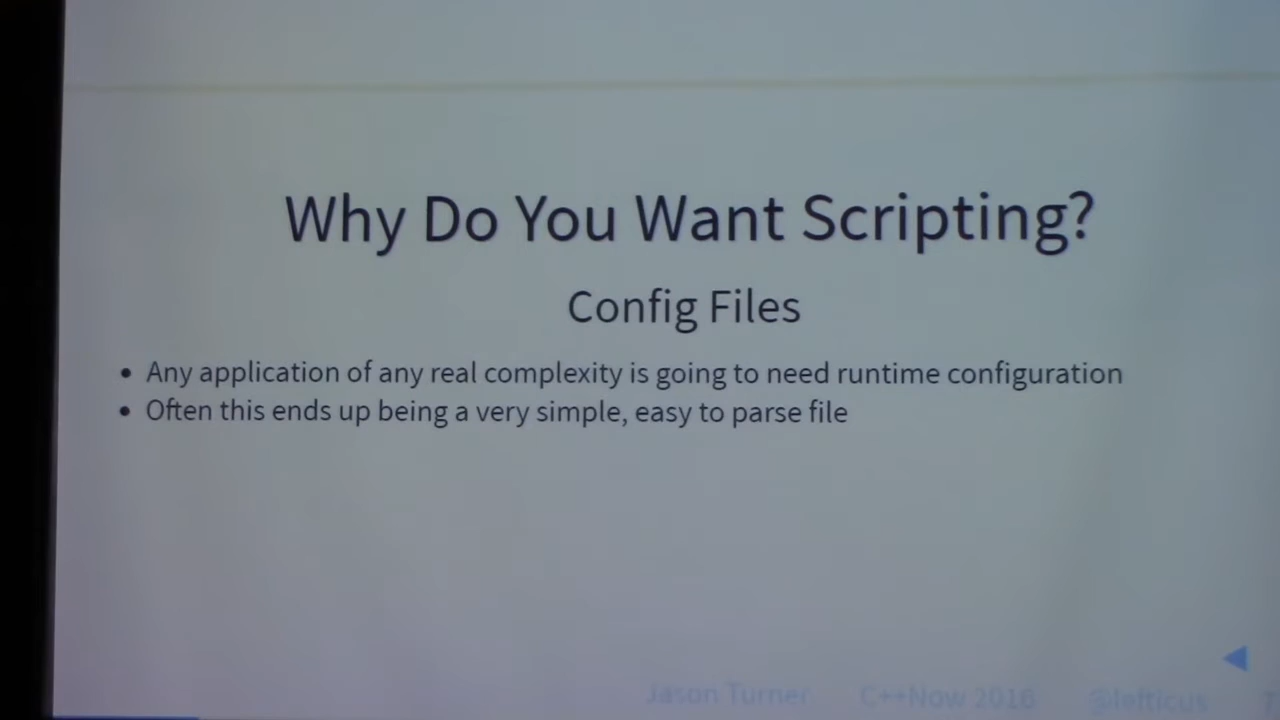 Why Do You Want Scripting?
Config Files
• Any application of any real complexity is going to need runtime configuration
• Often this ends up being a very simple, easy to parse file
Jason Turner C++Now 2016 @lefticus